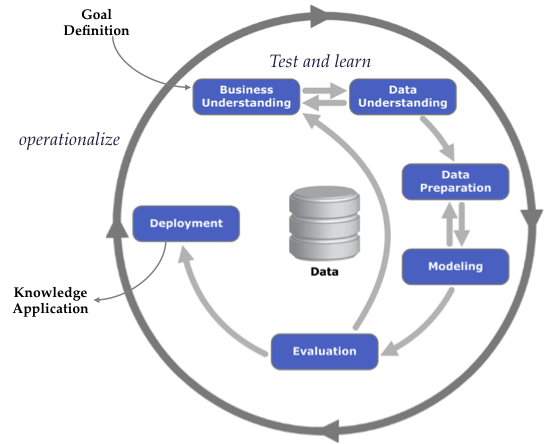 Goal
Definition
Test and learn
Business
Understanding
Data
Understanding
operationalize
Data
Preparation
Deployment
Data
Modeling
Knowledge
Application
Evaluation